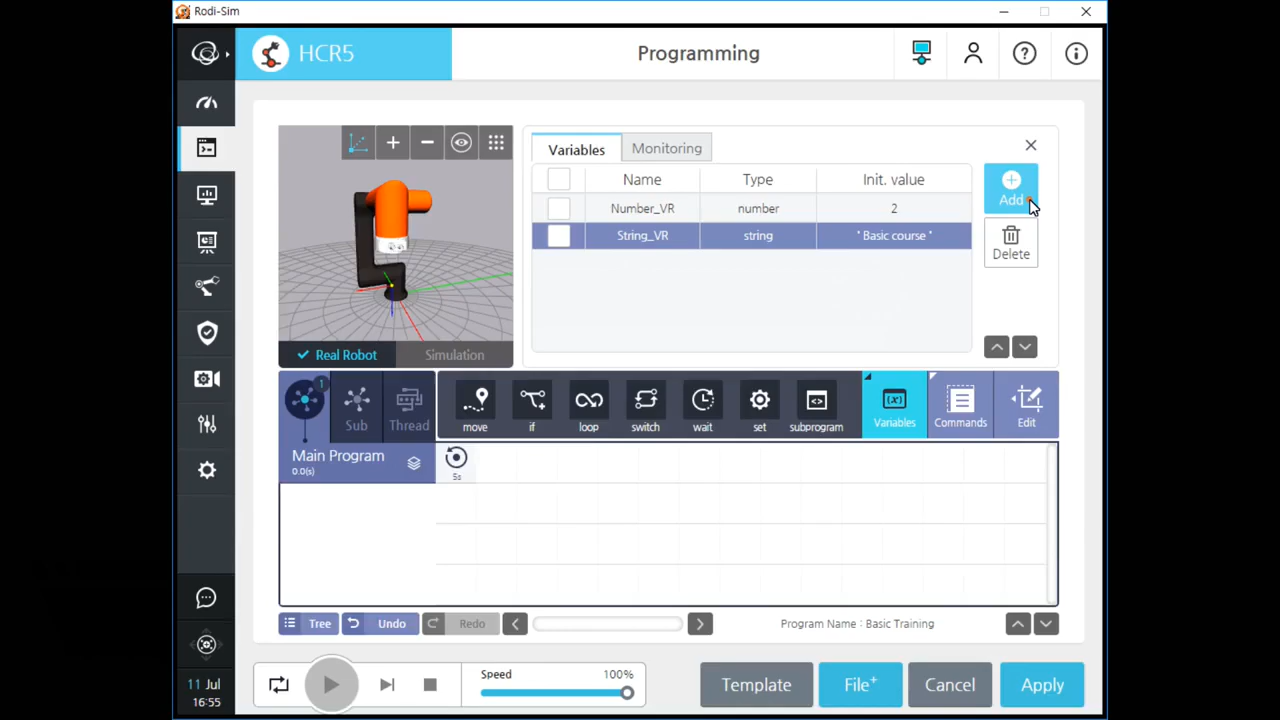 Rodi-Sim
HCR5
Programming
Variables
Monitoring
Name
Type
Init. value
Number_VR
number
2
String_VR
string
" Basic course "
Add
Delete
Real Robot
Simulation
1
Sub
Thread
move
if
loop
switch
wait
set
subprogram
Variables
Commands
Edit
Main Program
0.0(s)
5s
Tree
Undo
Redo
Program Name : Basic Training
11 Jul
16:55
Speed
100%
Template
File+
Cancel
Apply